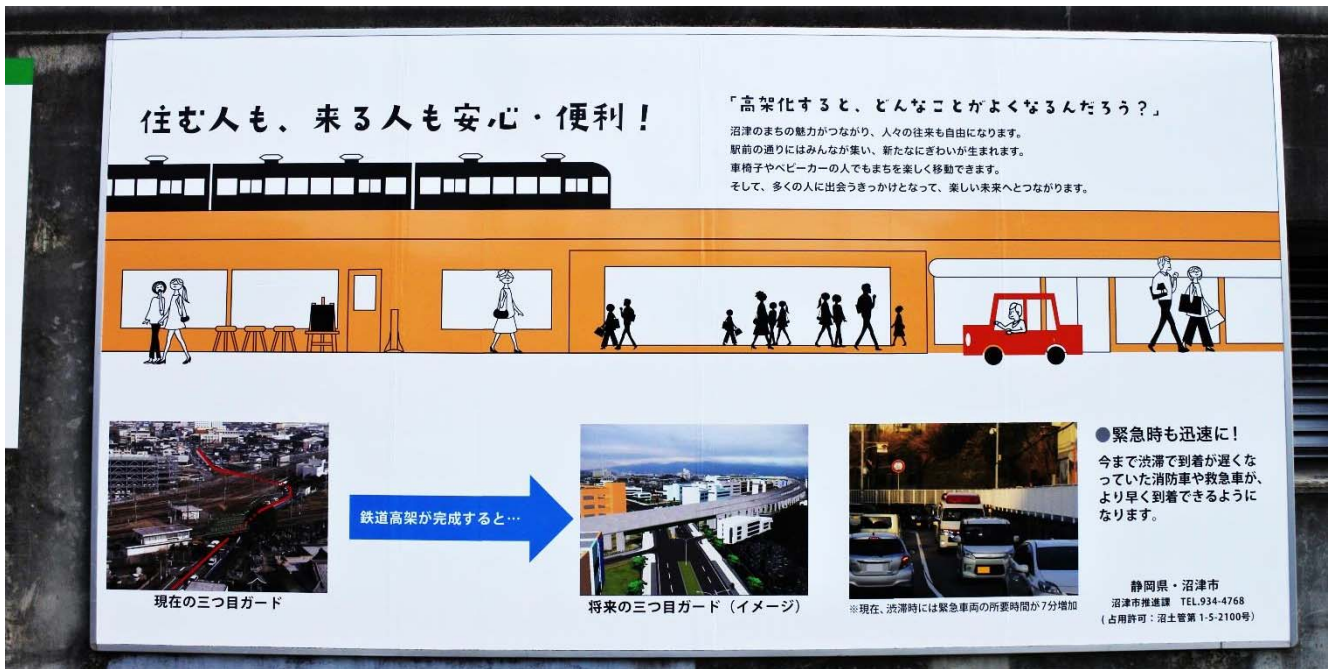 住む人も、来る人も安心・便利！
「高架化すると、どんなことがよくなるんだろう？」
沼津のまちの魅力がつながり、人々の往来も自由になります。
駅前の通りにはみんなが集い、新たなにぎわいが生まれます。
車椅子やベビーカーの人でもまちを楽しく移動できます。
そして、多くの人に出会うきっかけとなって、楽しい未来へとつながります。
鉄道高架が完成すると…
現在の三つ目ガード
将来の三つ目ガード（イメージ）
※現在、渋滞時には緊急車両の所要時間が7分増加
●緊急時も迅速に！
今まで渋滞で到着が遅くな
っていた消防車や救急車が、
より早く到着できるように
なります。
静岡県・沼津市
沼津市推進課 TEL.934-4768
（占用許可：沼土管第1-5-2100号）